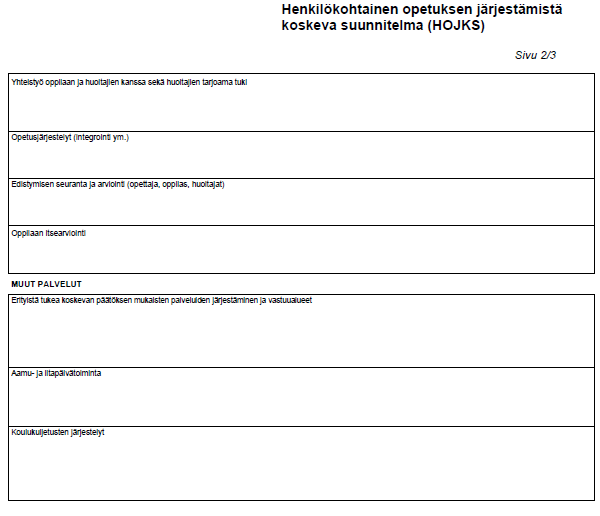 Henkilökohtainen opetuksen järjestämistä
koskeva suunnitelma (HOJKS)
Sivu 2/3
Yhteistyö oppilaan ja huoltajien kanssa sekä huoltajien tarjoama tuki
Opetusjärjestelyt (integrointi ym.)
Edistymisen seuranta ja arviointi (opettaja, oppilas, huoltajat)
Oppilaan itsearviointi
MUUT PALVELUT
Erityistä tukea koskevan päätöksen mukaisten palveluiden järjestäminen ja vastuualueet
Aamu- ja iltapäivätoiminta
Koulukuljetusten järjestelyt